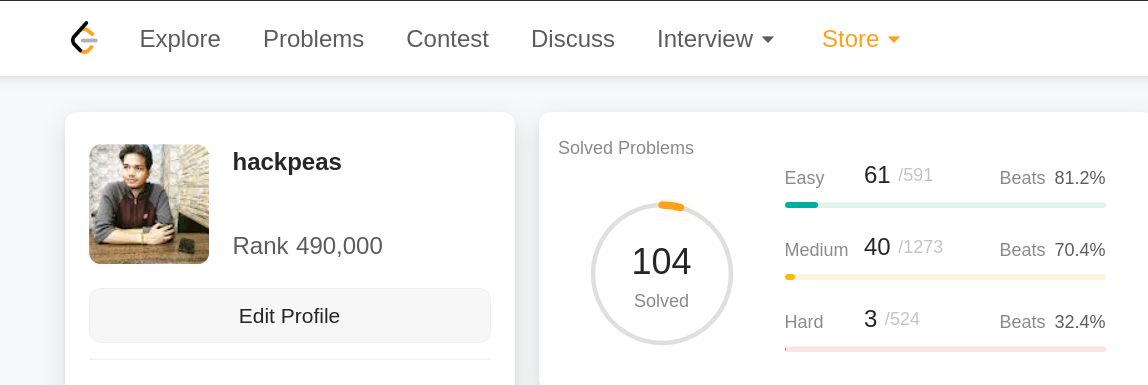 Explore Problems Contest Discuss Interview Store
hackpeas
Rank 490,000
Edit Profile
Solved Problems
104
Solved
Easy 61 /591 Beats 81.2%
Medium 40 /1273 Beats 70.4%
Hard 3 /524 Beats 32.4%